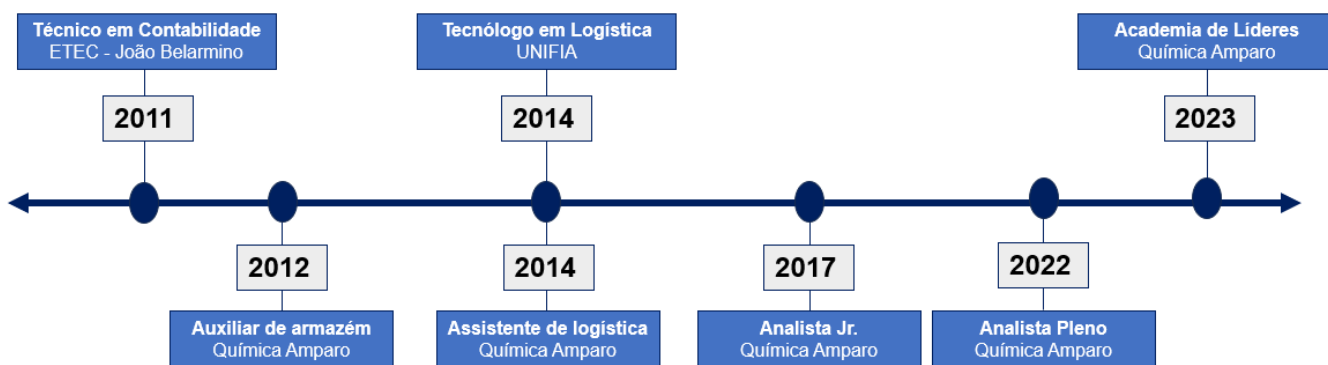 Técnico em Contabilidade
ETEC - João Belarmino
Tecnólogo em Logística
UNIFIA
Academia de Líderes
Química Amparo
2011
2014
2023
2012
2014
2017
2022
Auxiliar de armazém
Química Amparo
Assistente de logística
Química Amparo
Analista Jr.
Química Amparo
Analista Pleno
Química Amparo